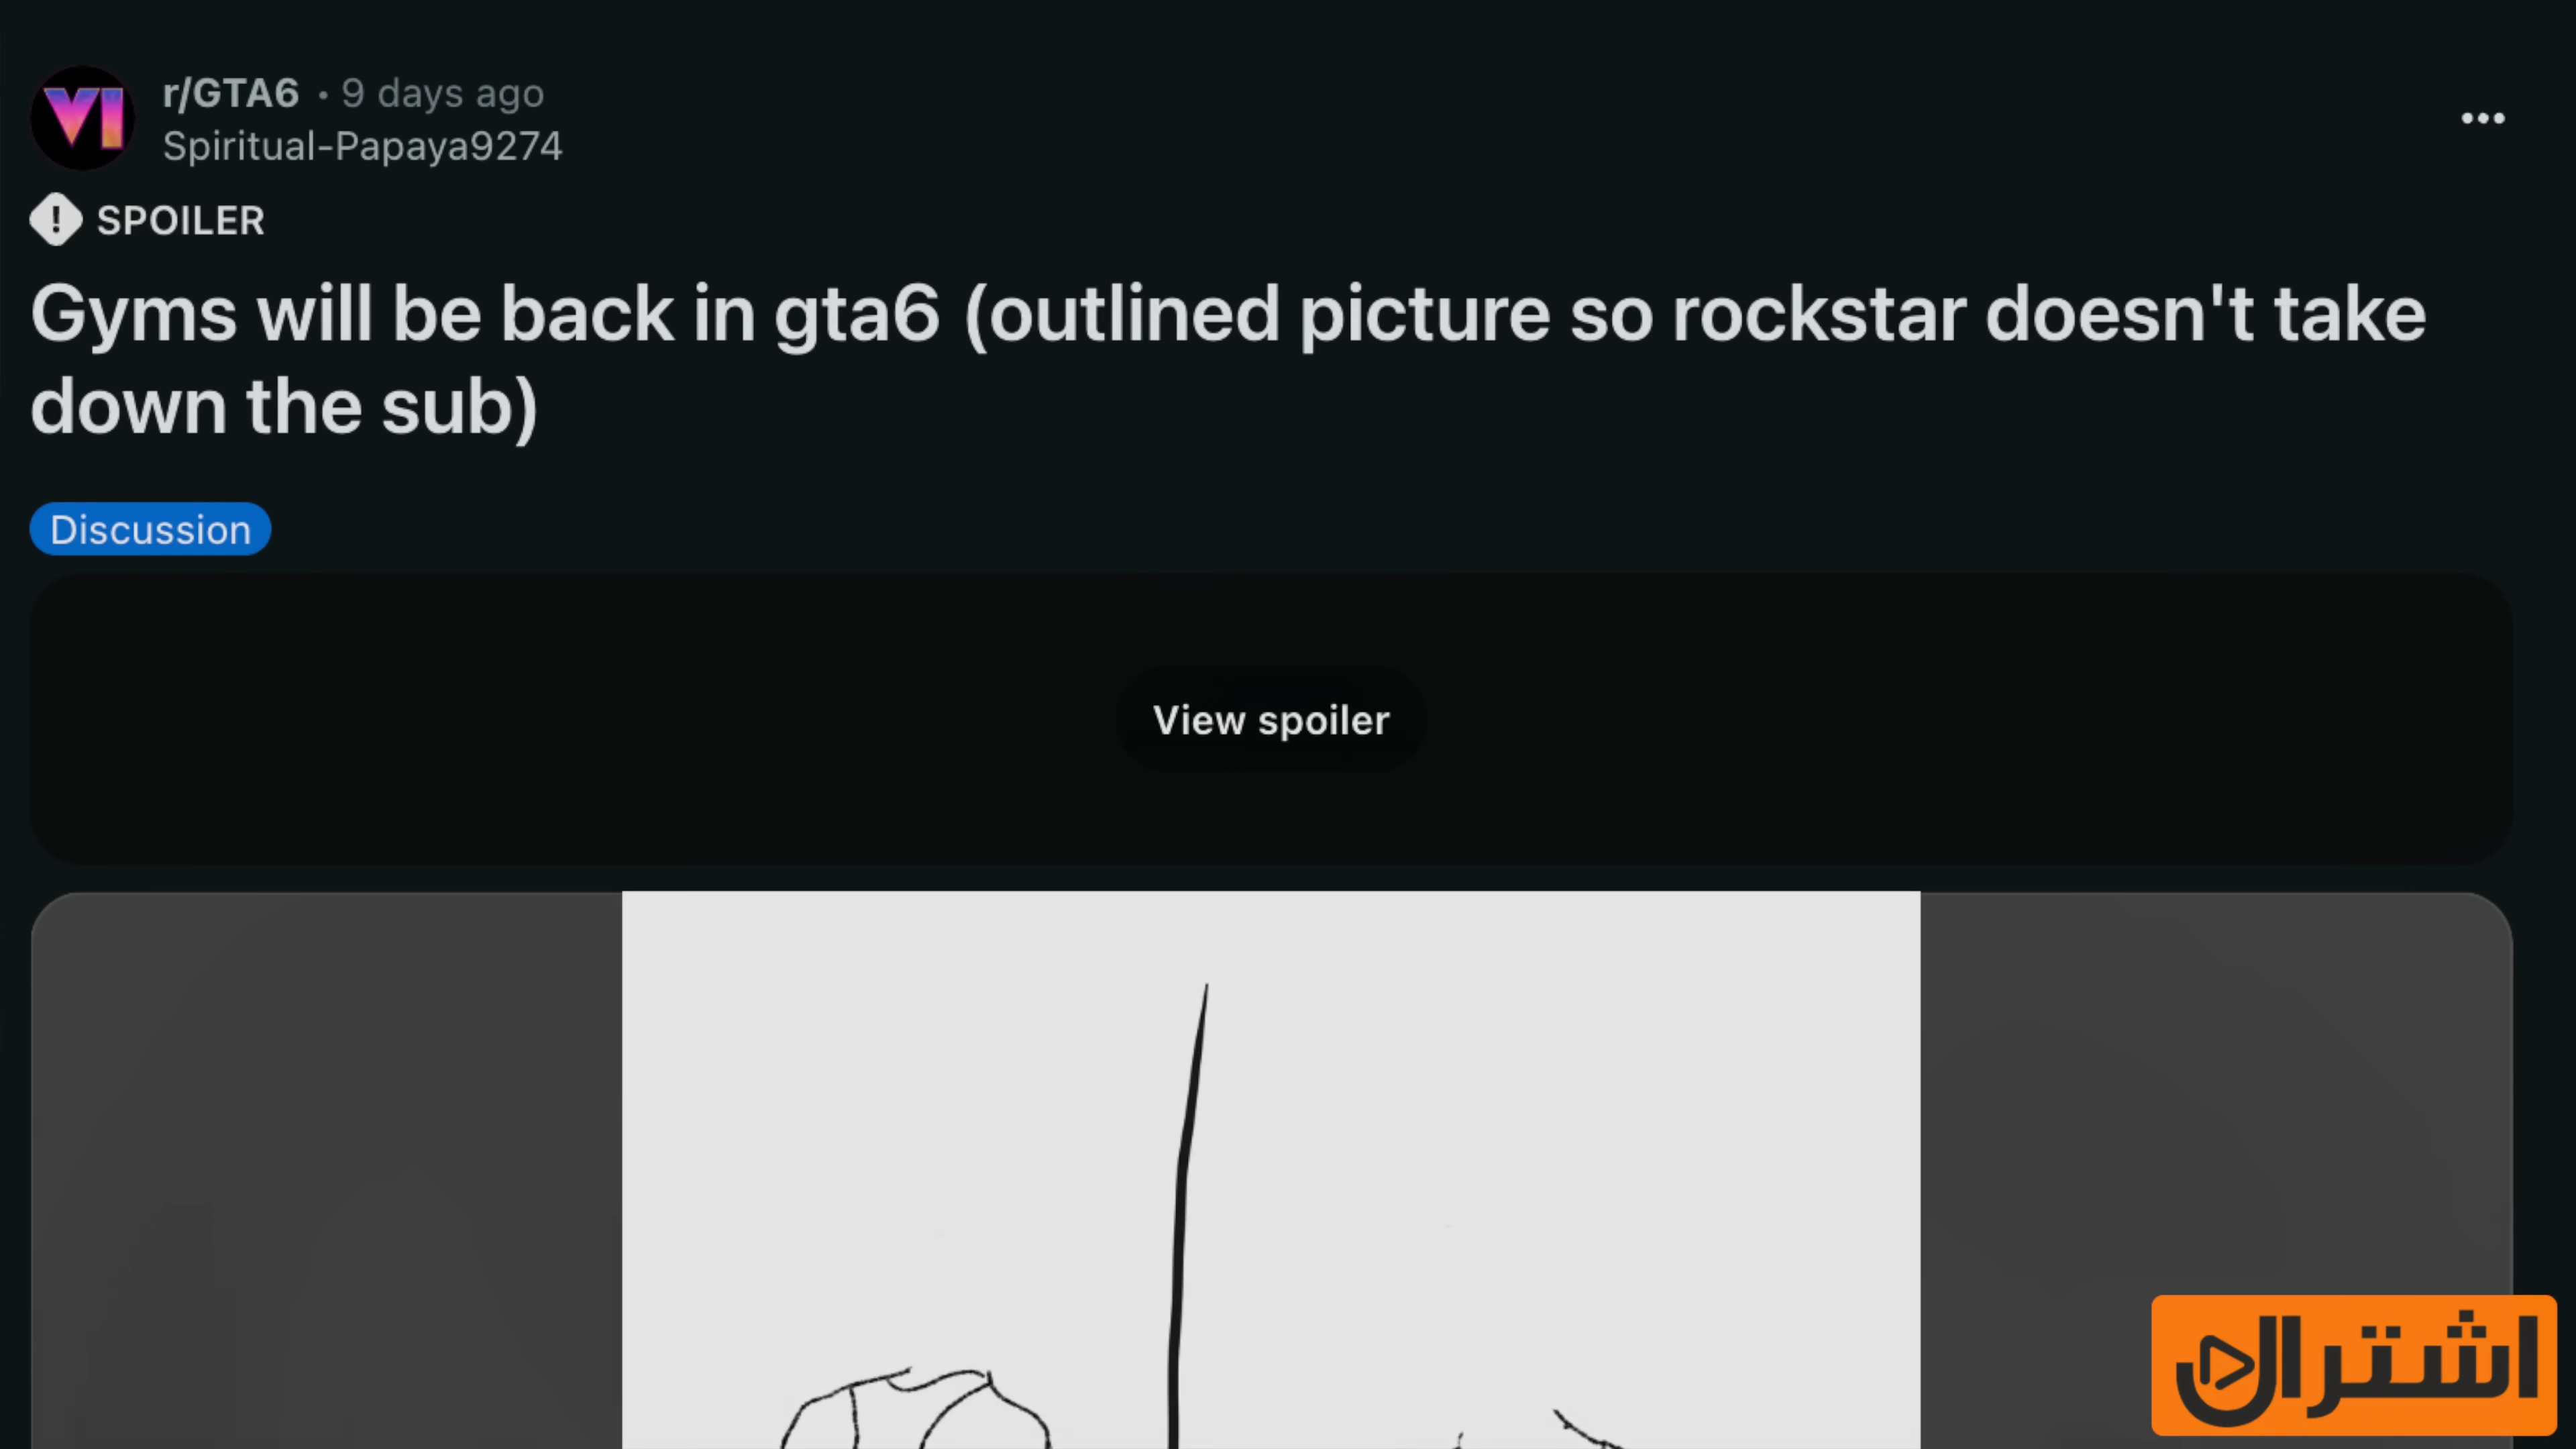 r/GTA6 • 9 days ago
Spiritual-Papaya9274
SPOILER
Gyms will be back in gta6 (outlined picture so rockstar doesn't take
down the sub)
Discussion
View spoiler
اشتراک